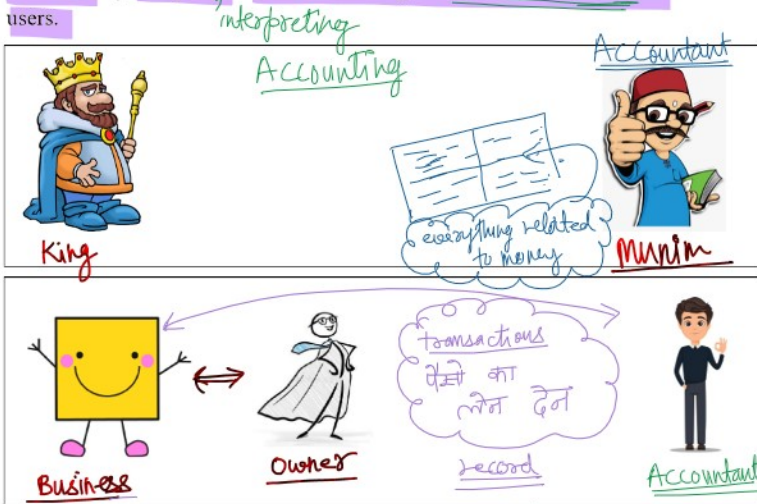 users.
interpreting
Accounting
Accountant
everything related
to money
King
Munim
transactions
पैसो का
लेन देन
record
Business
Owner
Accountant